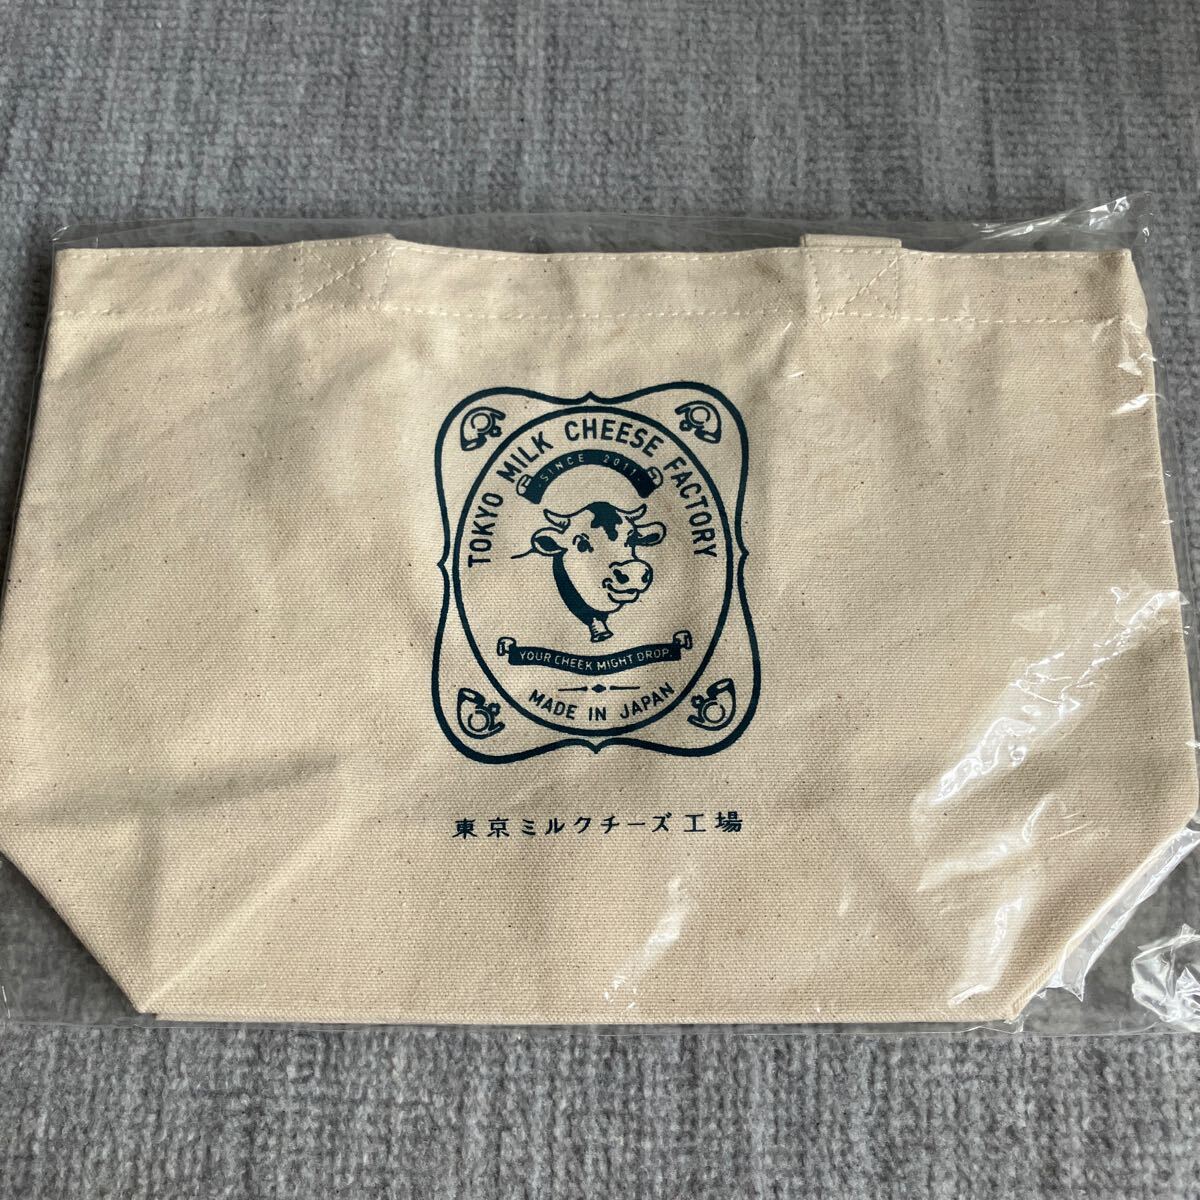 TOKYO MILK CHEESE FACTORY
SINCE 2011
YOUR CHEEK MIGHT DROP.
MADE IN JAPAN
東京ミルクチーズ工場